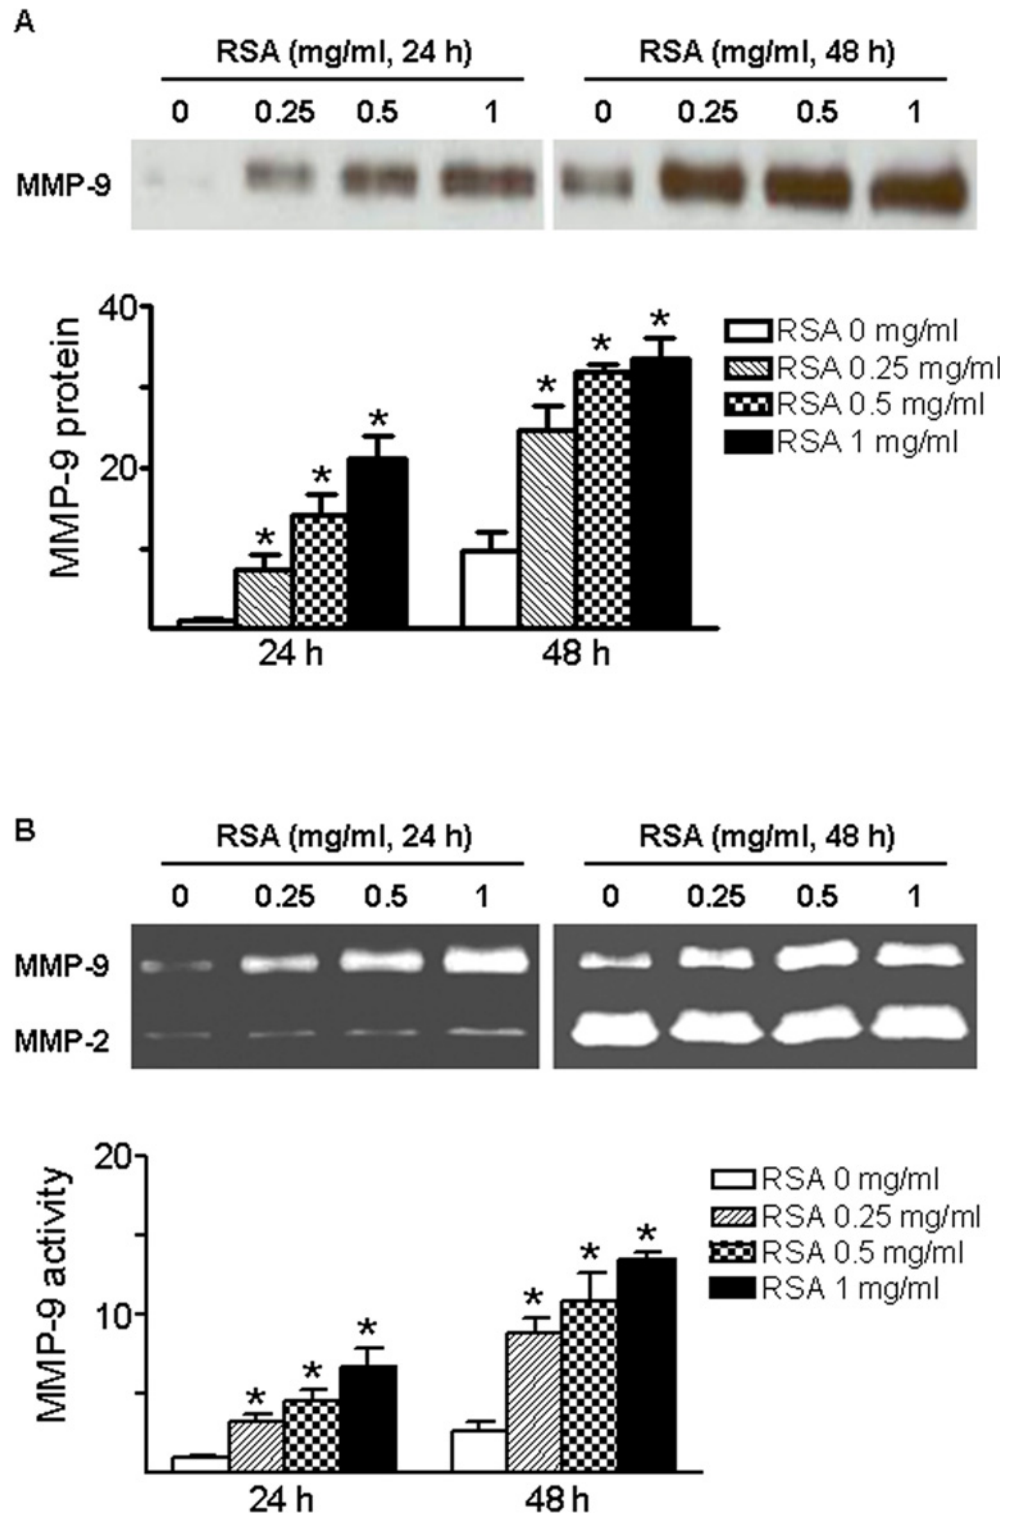 A
RSA (mg/ml, 24 h) RSA (mg/ml, 48 h)
0 0.25 0.5 1 0 0.25 0.5 1
MMP-9
MMP-9 protein
40
20
* * * * * *
24 h 48 h
RSA 0 mg/ml
RSA 0.25 mg/ml
RSA 0.5 mg/ml
RSA 1 mg/ml
B
RSA (mg/ml, 24 h) RSA (mg/ml, 48 h)
0 0.25 0.5 1 0 0.25 0.5 1
MMP-9
MMP-2
MMP-9 activity
20
10
* * * * * *
24 h 48 h
RSA 0 mg/ml
RSA 0.25 mg/ml
RSA 0.5 mg/ml
RSA 1 mg/ml